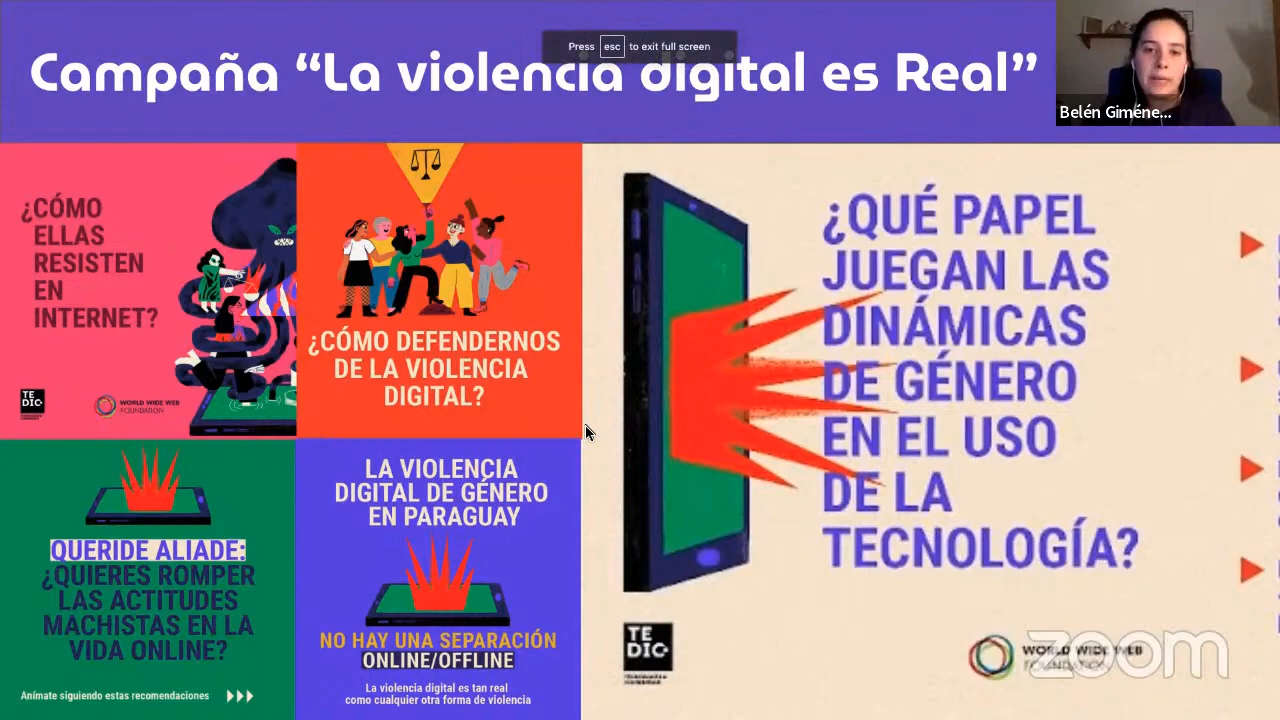 Campaña “La violencia digital es Real”
Press esc to exit full screen
Belén Giméne...
¿CÓMO
ELLAS
RESISTEN
EN
INTERNET?
TE
DIC
WORLD WIDE WEB
FOUNDATION
¿CÓMO DEFENDERNOS
DE LA VIOLENCIA
DIGITAL?
QUERIDE ALIADE:
¿QUIERES ROMPER
LAS ACTITUDES
MACHISTAS EN LA
VIDA ONLINE?
Anímate siguiendo estas recomendaciones
LA VIOLENCIA
DIGITAL DE GÉNERO
EN PARAGUAY
NO HAY UNA SEPARACIÓN
ONLINE/OFFLINE
La violencia digital es tan real
como cualquier otra forma de violencia
¿QUÉ PAPEL
JUEGAN LAS
DINÁMICAS
DE GÉNERO
EN EL USO
DE LA
TECNOLOGÍA?
TE
DIC
WORLD WIDE WEB
FOUNDATION
zoom